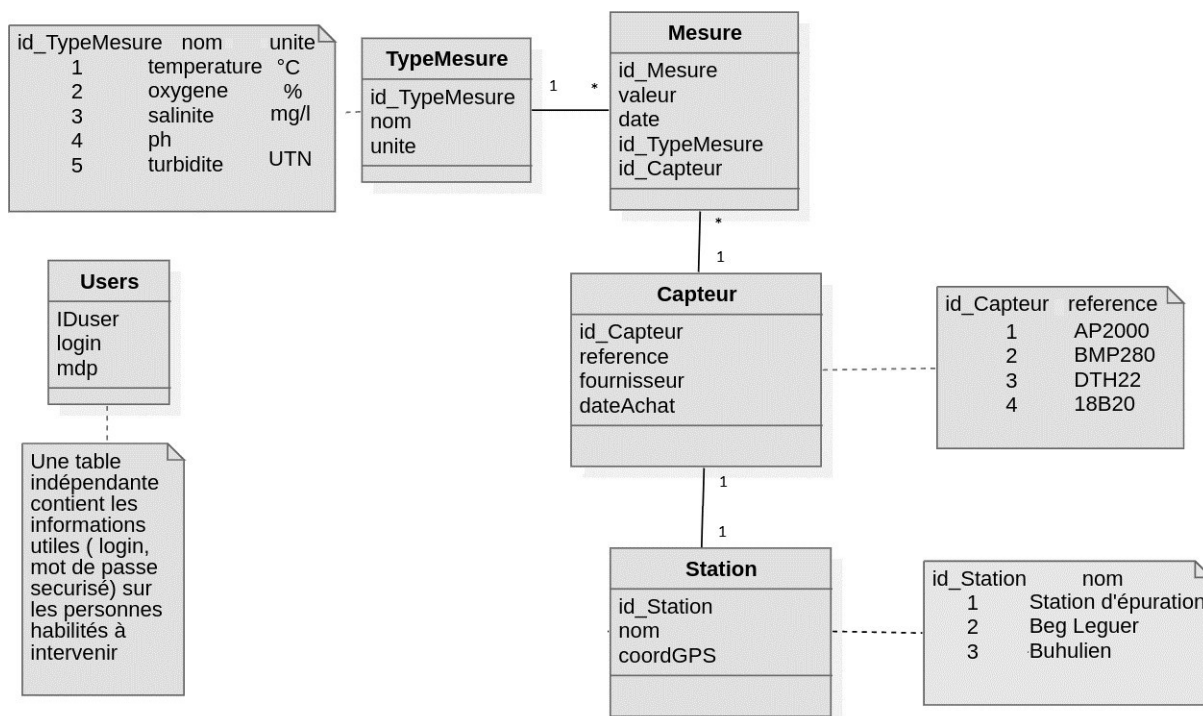 id_TypeMesure nom unite
1 temperature °C
2 oxygene %
3 salinite mg/l
4 ph
5 turbidite UTN
TypeMesure
id_TypeMesure
nom
unite
1 *
Mesure
id_Mesure
valeur
date
id_TypeMesure
id_Capteur
*
1
Users
IDuser
login
mdp
Une table
indépendante
contient les
informations
utiles ( login,
mot de passe
securisé) sur
les personnes
habilités à
intervenir
Capteur
id_Capteur
reference
fournisseur
dateAchat
id_Capteur reference
1 AP2000
2 BMP280
3 DTH22
4 18B20
1
1
Station
id_Station
nom
coordGPS
id_Station nom
1 Station d'épuration
2 Beg Leguer
3 Buhulien